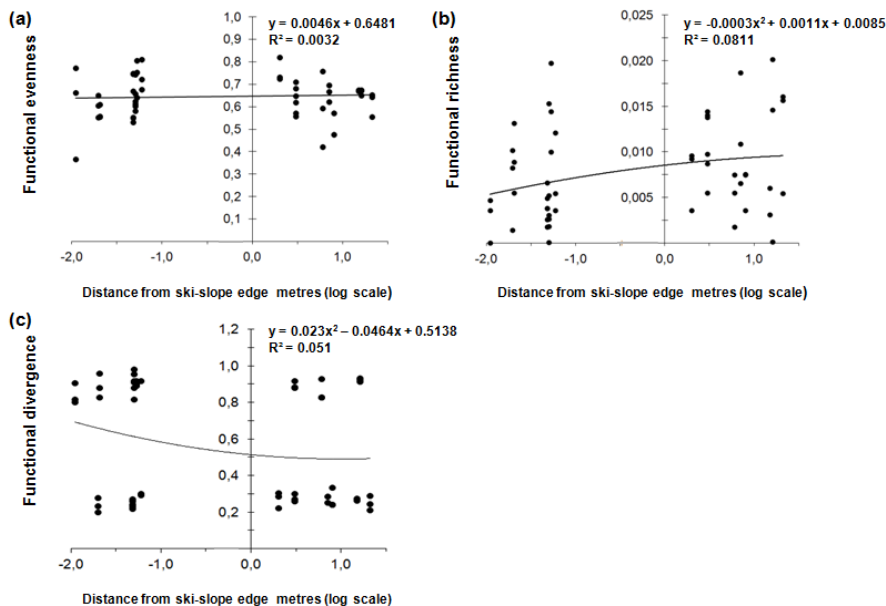 (a)
y = 0.0046x + 0.6481
R² = 0.0032
Functional evenness
1,0
0,9
0,8
0,7
0,6
0,5
0,4
0,3
0,2
0,1
-2,0 -1,0 0,0 1,0
Distance from ski-slope edge metres (log scale)
(b)
y = -0.0003x² + 0.0011x + 0.0085
R² = 0.0811
Functional richness
0,025
0,020
0,015
0,010
0,005
-2,0 -1,0 0,0 1,0
Distance from ski-slope edge metres (log scale)
(c)
y = 0.023x² – 0.0464x + 0.5138
R² = 0.051
Functional divergence
1,2
1,0
0,8
0,6
0,4
0,2
-2,0 -1,0 0,0 1,0
Distance from ski-slope edge metres (log scale)